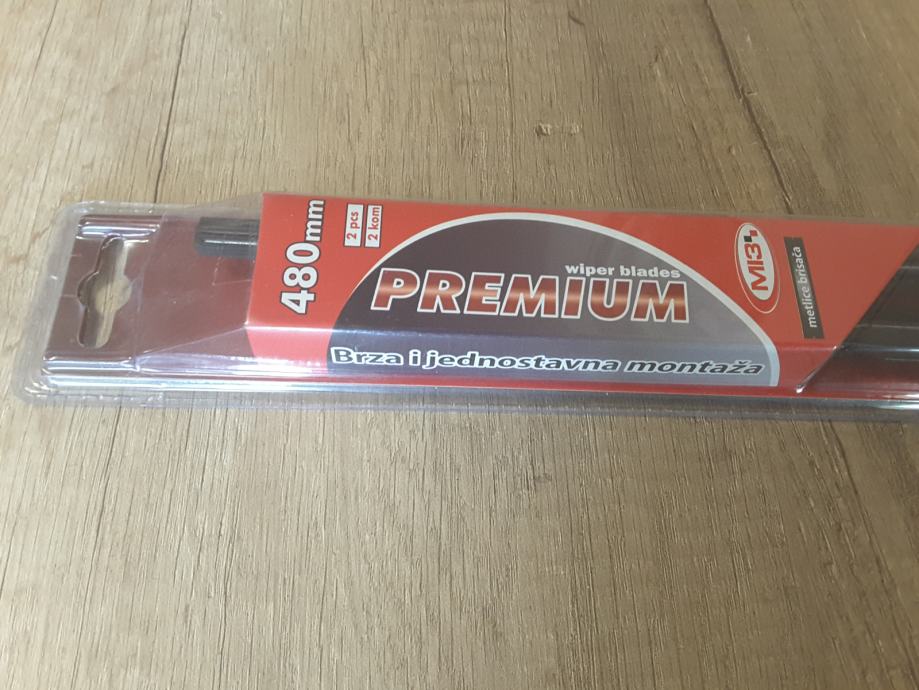 480mm
2 pcs
2 kom
wiper blades
PREMIUM
Brza i jednostavna montaža
MI3
metlice brisača